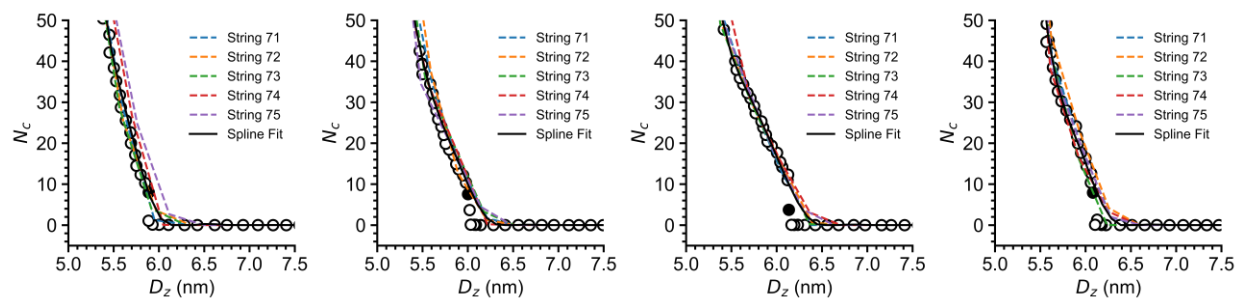 50
40
30
20
10
0
N_c
String 71
String 72
String 73
String 74
String 75
Spline Fit
5.0 5.5 6.0 6.5 7.0 7.5
D_z (nm)
50
40
30
20
10
0
N_c
String 71
String 72
String 73
String 74
String 75
Spline Fit
5.0 5.5 6.0 6.5 7.0 7.5
D_z (nm)
50
40
30
20
10
0
N_c
String 71
String 72
String 73
String 74
String 75
Spline Fit
5.0 5.5 6.0 6.5 7.0 7.5
D_z (nm)
50
40
30
20
10
0
N_c
String 71
String 72
String 73
String 74
String 75
Spline Fit
5.0 5.5 6.0 6.5 7.0 7.5
D_z (nm)